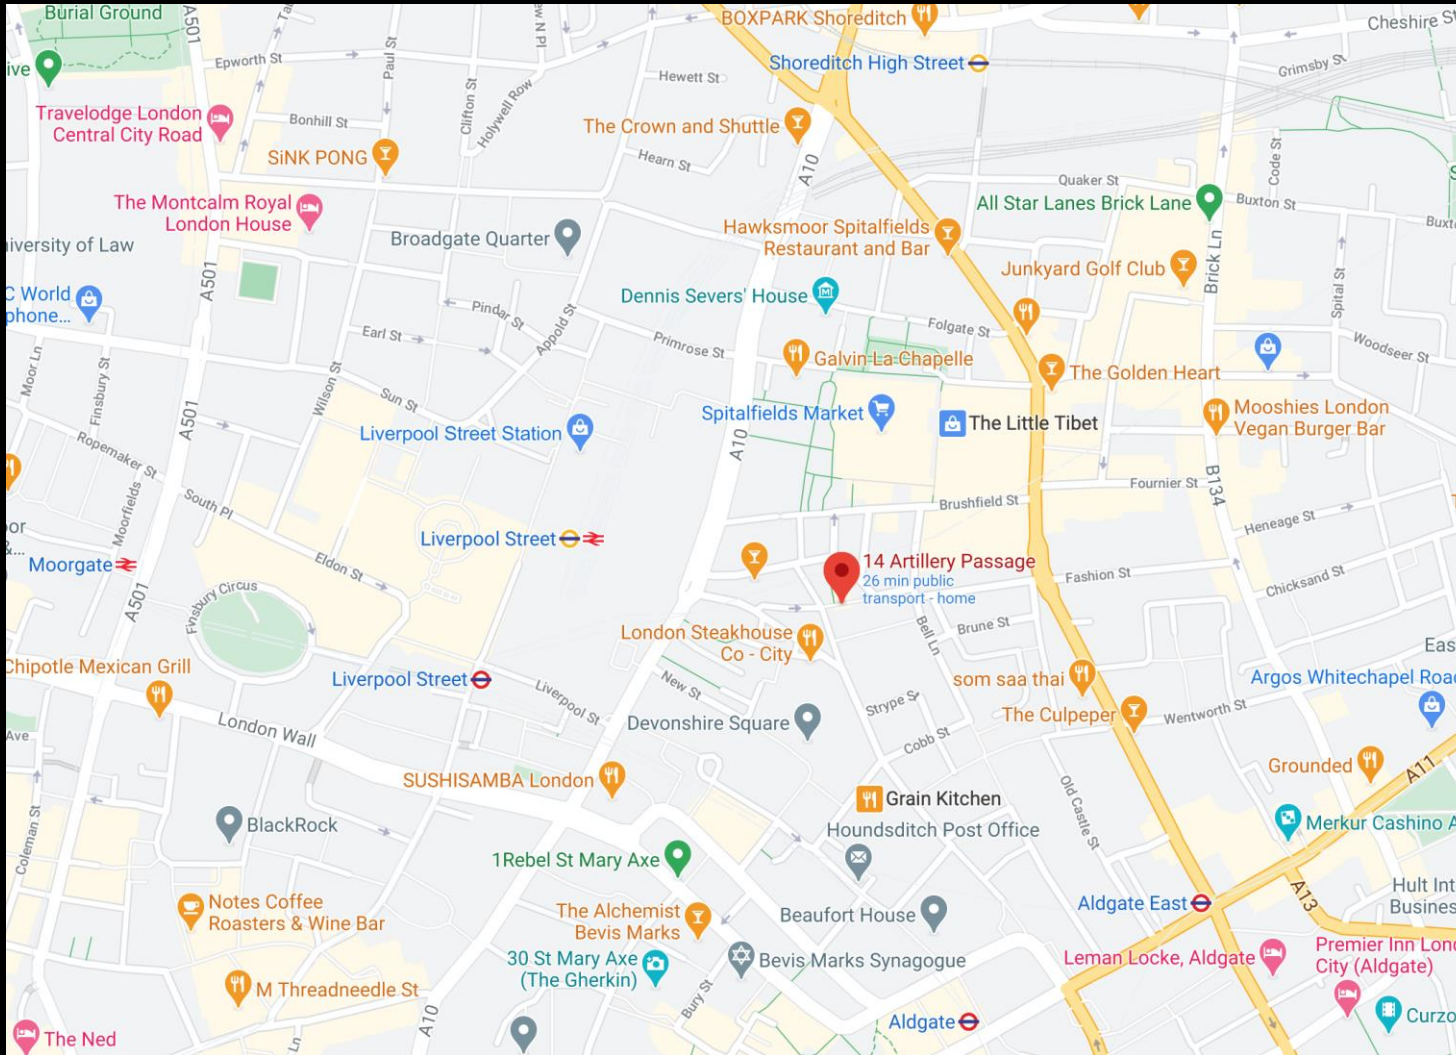 Burial Ground
A501
Paul St
BOXPARK Shoreditch
Cheshire S
Epworth St
Shoreditch High Street
Grimsby St
ive
Hewett St
Travelodge London
Central City Road
Bonhill St
Clifton St
Holywell Row
The Crown and Shuttle
SiNK PONG
Hearn St
A10
Quaker St
Code St
The Montcalm Royal
London House
All Star Lanes Brick Lane
Buxton St
Buxt
Broadgate Quarter
Hawksmoor Spitalfields
Restaurant and Bar
iversity of Law
Junkyard Golf Club
Brick Ln
A501
C World
phone...
Dennis Severs' House
Spital St
Pindar St
Appold St
Folgate St
Earl St
Primrose St
Woodseer St
Galvin La Chapelle
Moor Ln
Finsbury St
Wilson St
Sun St
The Golden Heart
A501
Spitalfields Market
The Little Tibet
Mooshies London
Vegan Burger Bar
Liverpool Street Station
A10
Ropemaker St
B134
Fournier St
South Pl
Brushfield St
Moorfields
Heneage St
Liverpool Street
Moorgate
Eldon St
14 Artillery Passage
26 min public
transport - home
Fashion St
Chicksand St
Finsbury Circus
A501
Bell Ln
Brune St
London Steakhouse
Co - City
Eas
Chipotle Mexican Grill
Liverpool Street
Liverpool St
New St
som saa thai
Argos Whitechapel Road
Strype St
The Culpeper
Wentworth St
London Wall
Devonshire Square
Cobb St
Ave
SUSHISAMBA London
Old Castle St
Grounded
A11
Grain Kitchen
BlackRock
Houndsditch Post Office
Merkur Cashino A
Coleman St
1Rebel St Mary Axe
Hult Int
Busines
A13
Notes Coffee
Roasters & Wine Bar
The Alchemist
Bevis Marks
Beaufort House
Aldgate East
30 St Mary Axe
(The Gherkin)
Bevis Marks Synagogue
Leman Locke, Aldgate
Premier Inn Lond
City (Aldgate)
M Threadneedle St
Bury St
A10
Aldgate
Curzo
The Ned
Ln